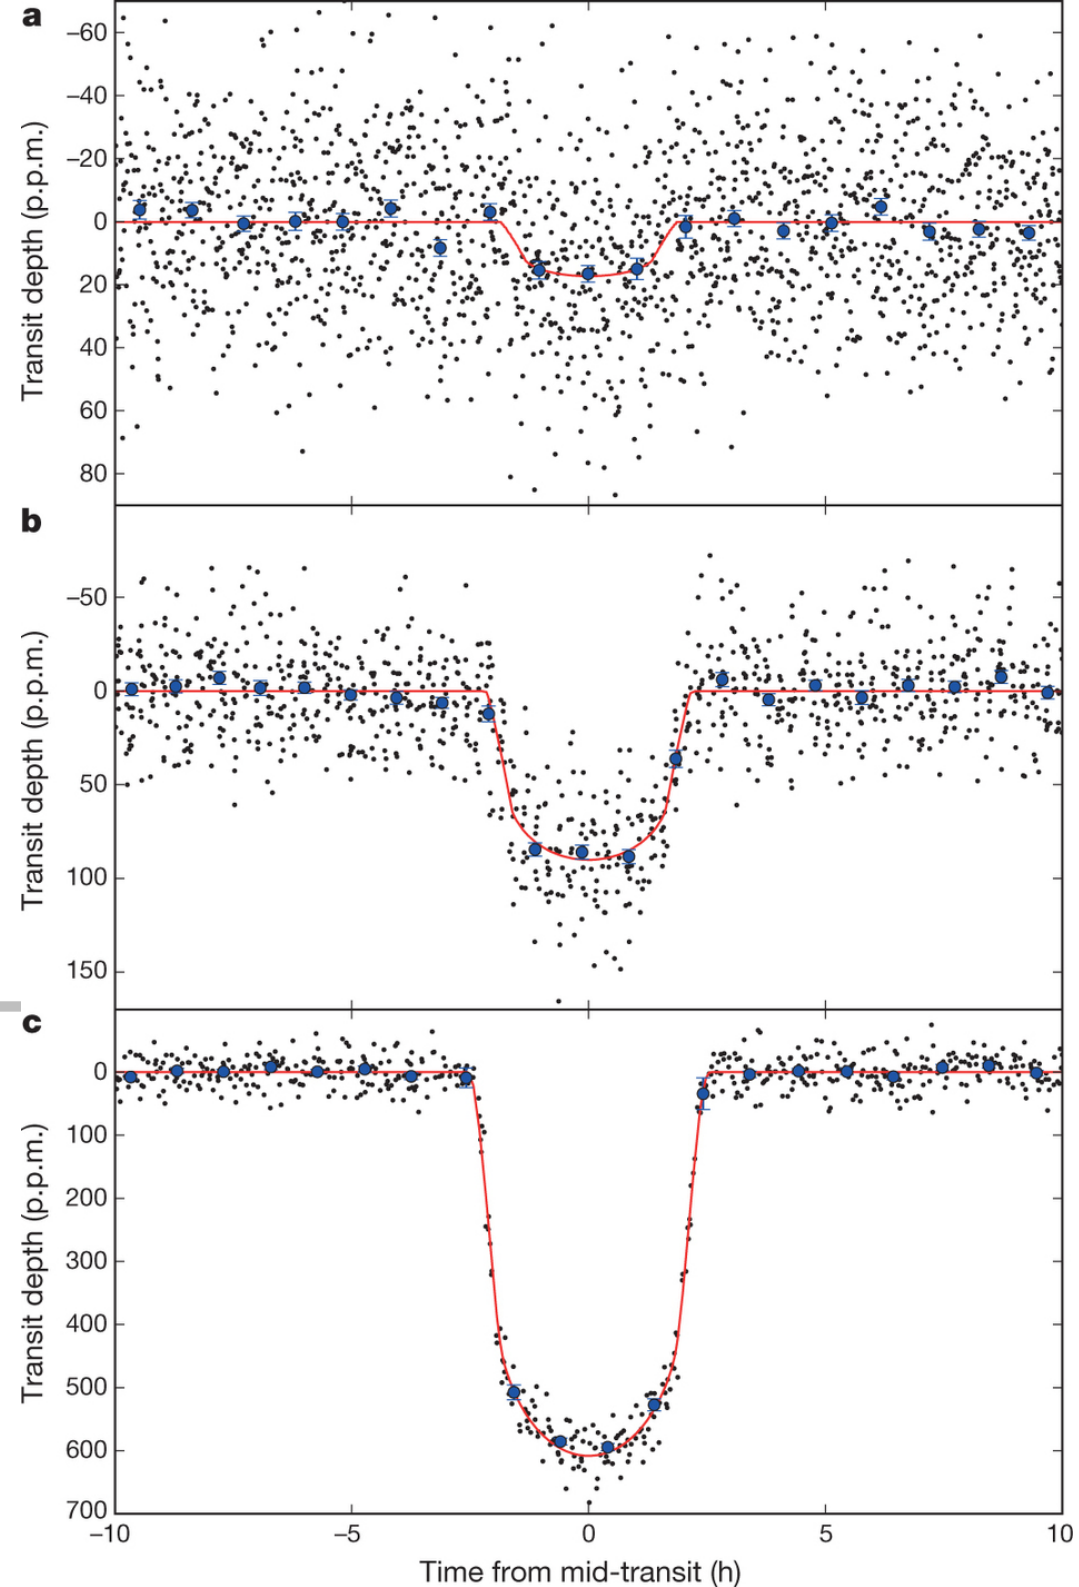 a
Transit depth (p.p.m.)
–60
–40
–20
0
20
40
60
80
b
Transit depth (p.p.m.)
–50
0
50
100
150
c
Transit depth (p.p.m.)
0
100
200
300
400
500
600
700
–10 –5 0 5 10
Time from mid-transit (h)